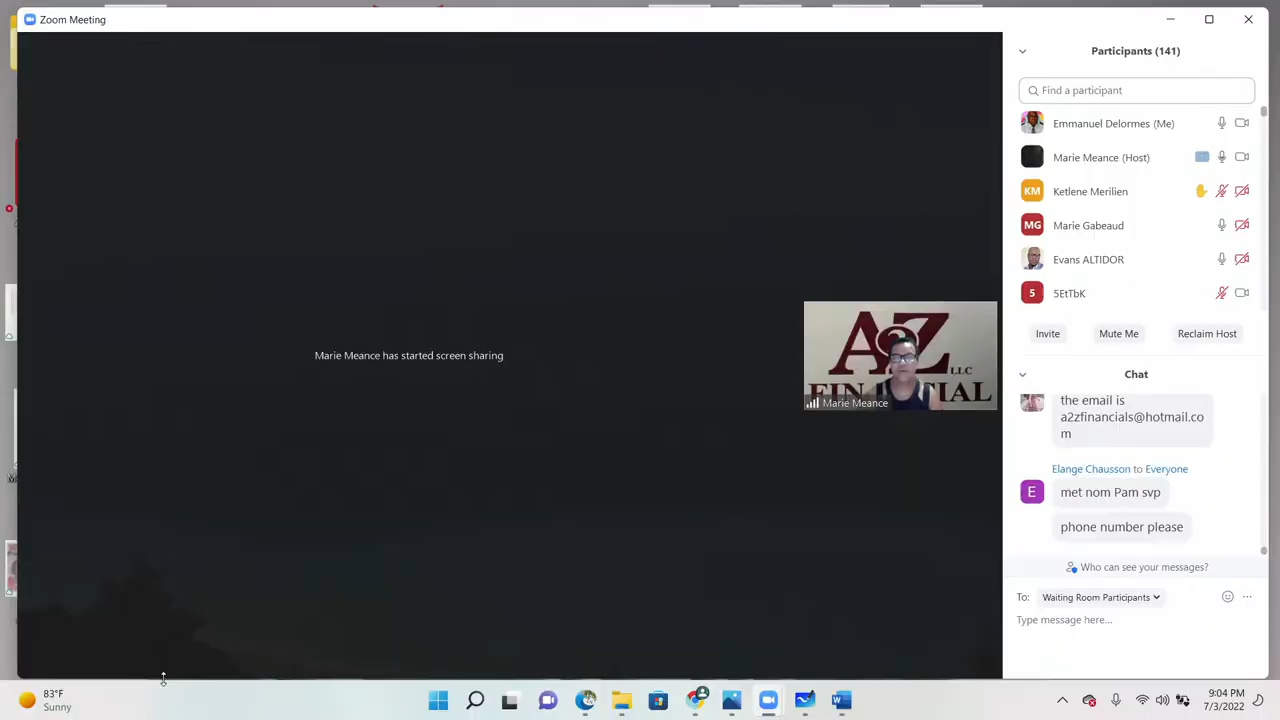 Zoom Meeting
Participants (141)
Find a participant
Emmanuel Delormes (Me)
Marie Meance (Host)
KM Ketlene Merilien
MG Marie Gabeaud
Evans ALTIDOR
5 5EtTbK
Invite Mute Me Reclaim Host
Marie Meance has started screen sharing
A2Z
LLC
FINANCIAL
Marie Meance
Chat
the email is
a2zfinancials@hotmail.co
m
Elange Chausson to Everyone
E met nom Pam svp
phone number please
Who can see your messages?
To: Waiting Room Participants
Type message here...
83°F
Sunny
9:04 PM
7/3/2022